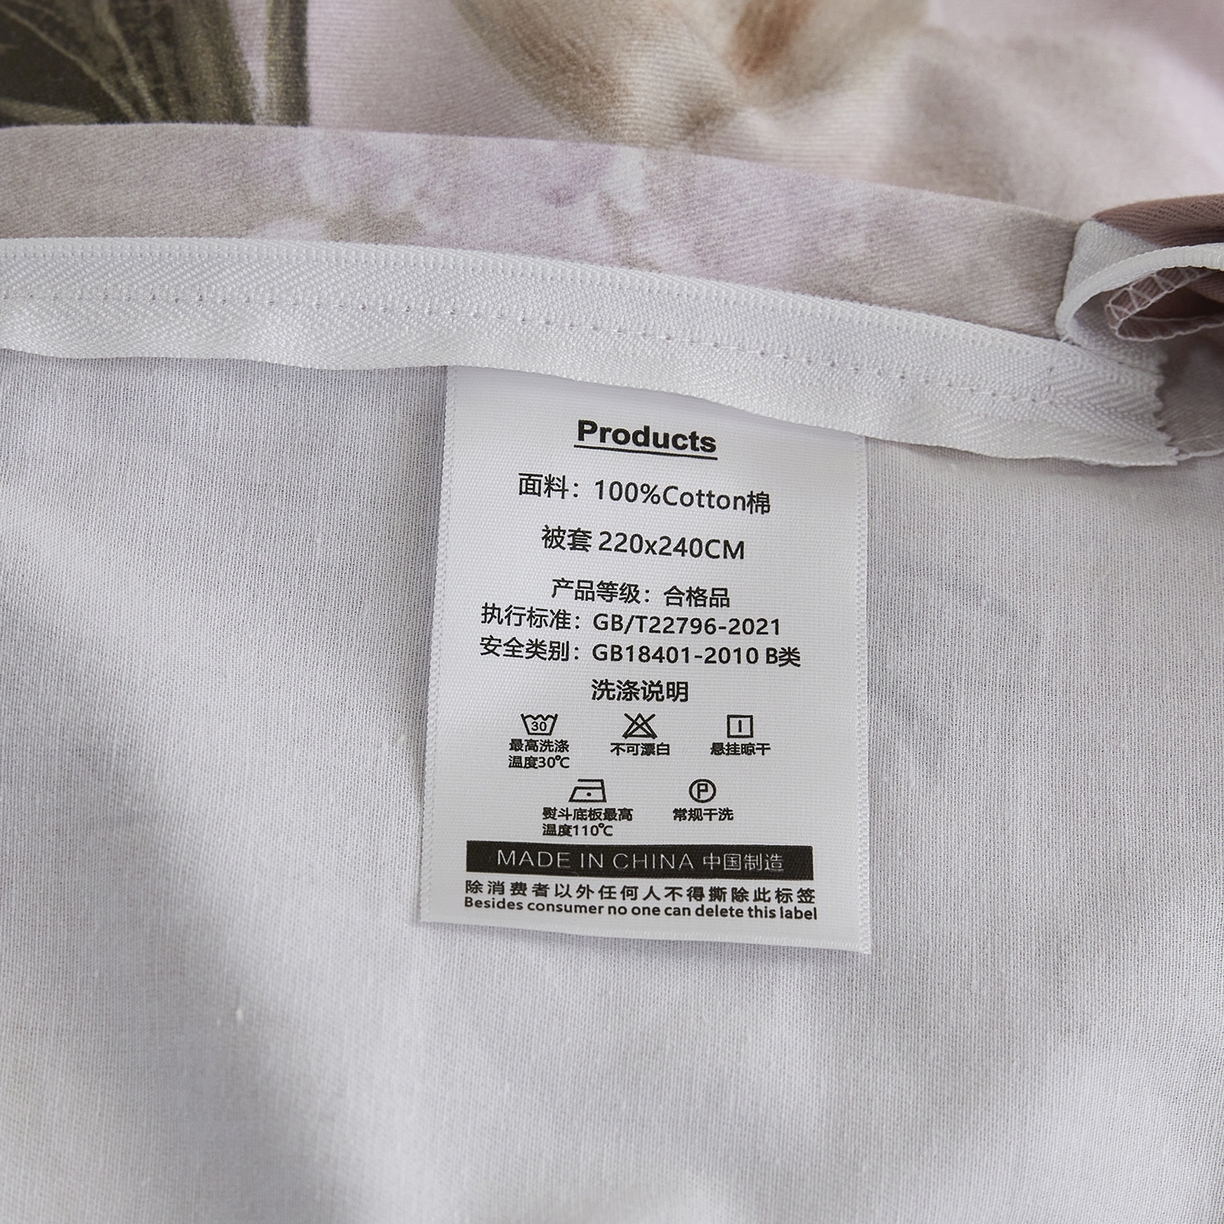 Products
面料：100%Cotton棉
被套 220x240CM
产品等级：合格品
执行标准：GB/T22796-2021
安全类别：GB18401-2010 B类
洗涤说明
30
最高洗涤 不可漂白 悬挂晾干
温度30℃
P
熨斗底板最高 常规干洗
温度110℃
MADE IN CHINA 中国制造
除消费者以外任何人不得撕除此标签
Besides consumer no one can delete this label